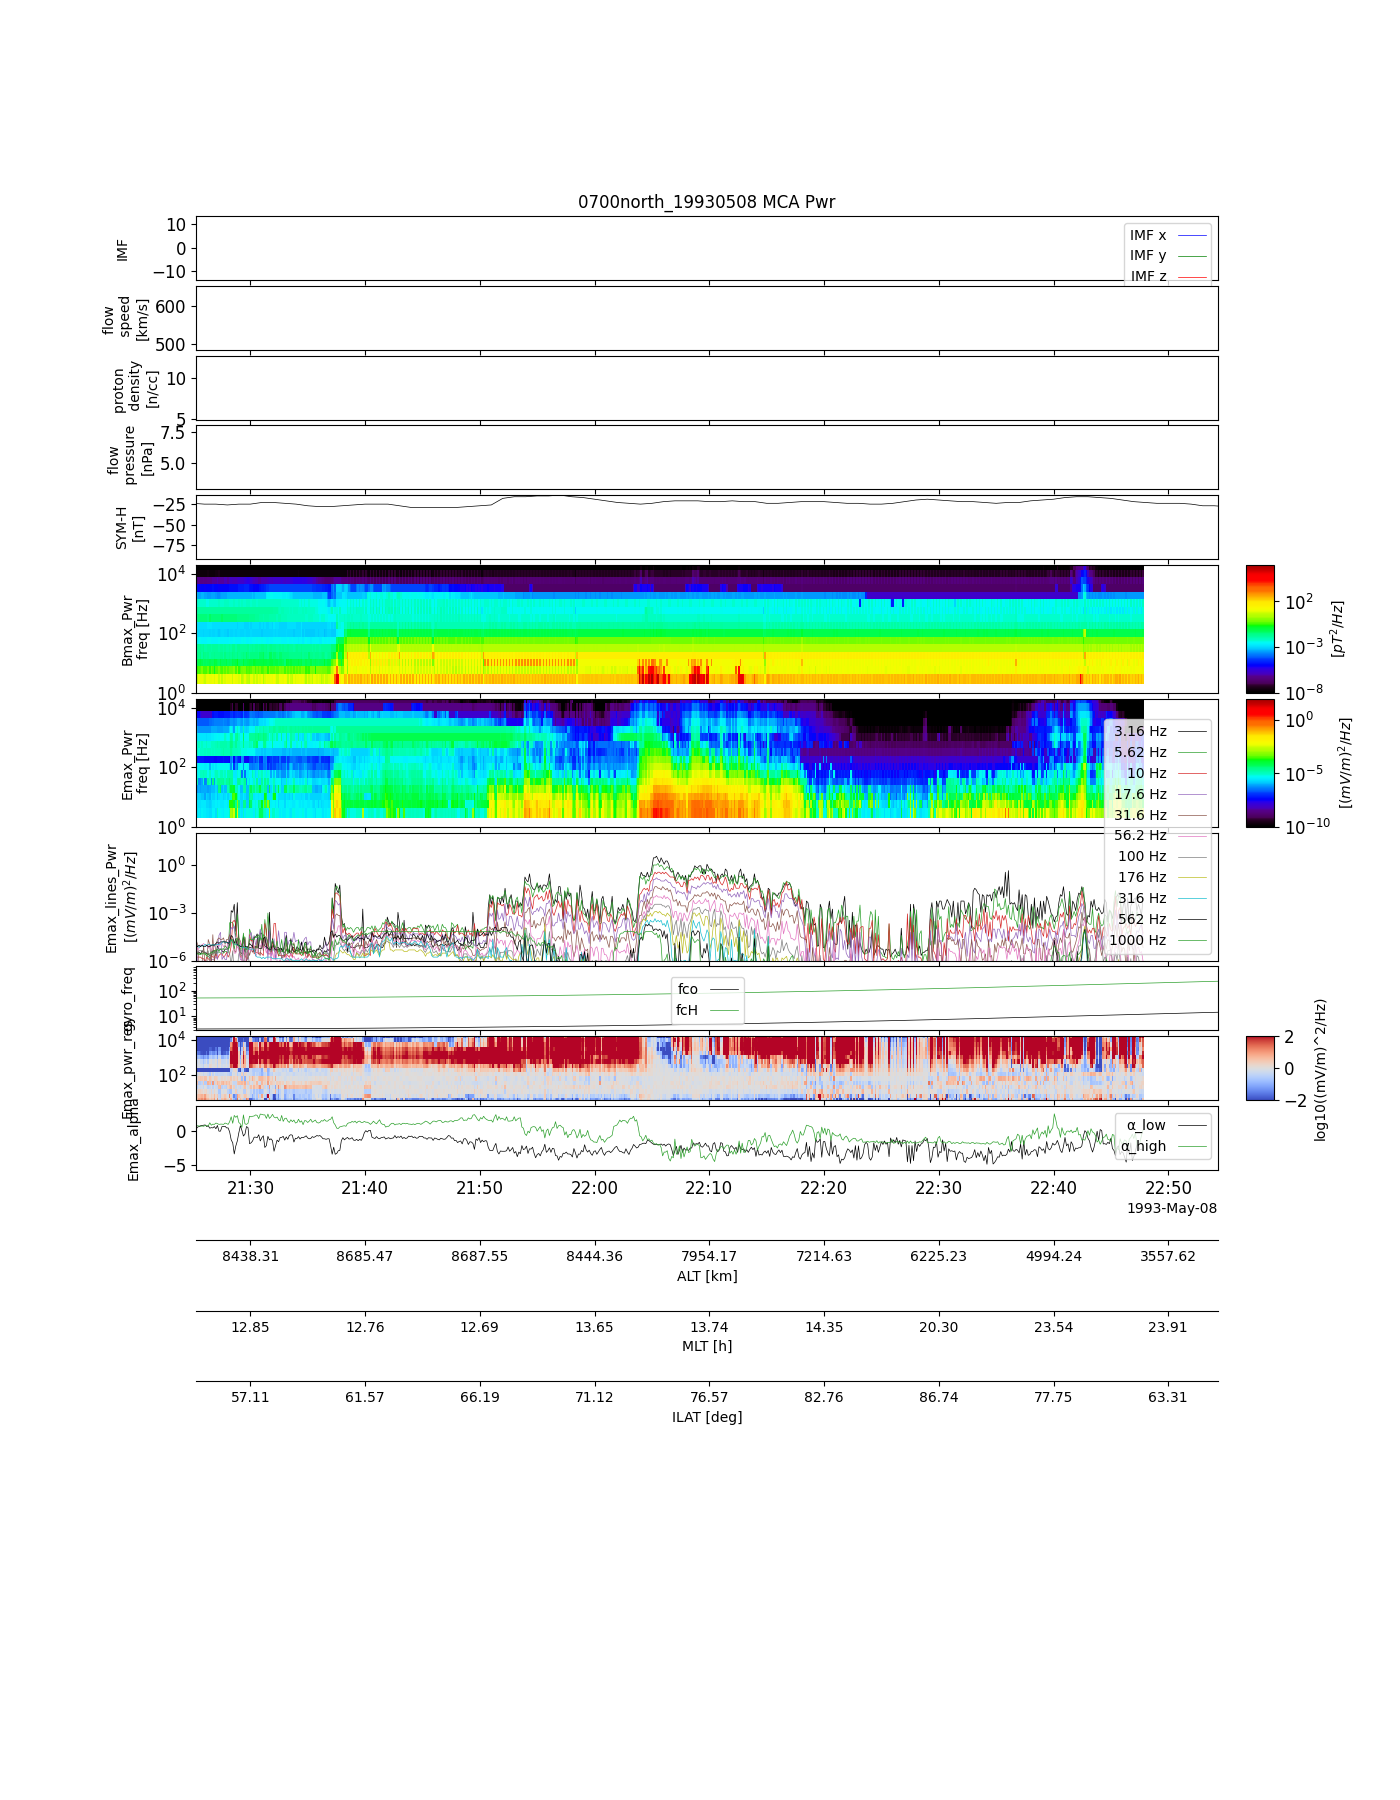 0700north_19930508 MCA Pwr
IMF
10
0
−10
IMF x
IMF y
IMF z
flow
speed
[km/s]
600
500
proton
density
[n/cc]
10
5
flow
pressure
[nPa]
7.5
5.0
SYM-H
[nT]
−25
−50
−75
Bmax_Pwr
freq [Hz]
10^4
10^2
10^0
10^2
10^−3
10^−8
[pT^2/Hz]
Emax_Pwr
freq [Hz]
10^4
10^2
10^0
10^0
10^−5
10^−10
[(mV/m)^2/Hz]
3.16 Hz
5.62 Hz
10 Hz
17.6 Hz
31.6 Hz
56.2 Hz
100 Hz
176 Hz
316 Hz
562 Hz
1000 Hz
Emax_lines_Pwr
[(mV/m)^2/Hz]
10^0
10^−3
10^−6
gyro_freq
10^2
10^1
fco
fcH
Emax_pwr_reg
10^4
10^2
2
0
−2
log10((mV/m)^2/Hz)
Emax_alpha
0
−5
α_low
α_high
21:30 21:40 21:50 22:00 22:10 22:20 22:30 22:40 22:50
1993-May-08
8438.31 8685.47 8687.55 8444.36 7954.17 7214.63 6225.23 4994.24 3557.62
ALT [km]
12.85 12.76 12.69 13.65 13.74 14.35 20.30 23.54 23.91
MLT [h]
57.11 61.57 66.19 71.12 76.57 82.76 86.74 77.75 63.31
ILAT [deg]